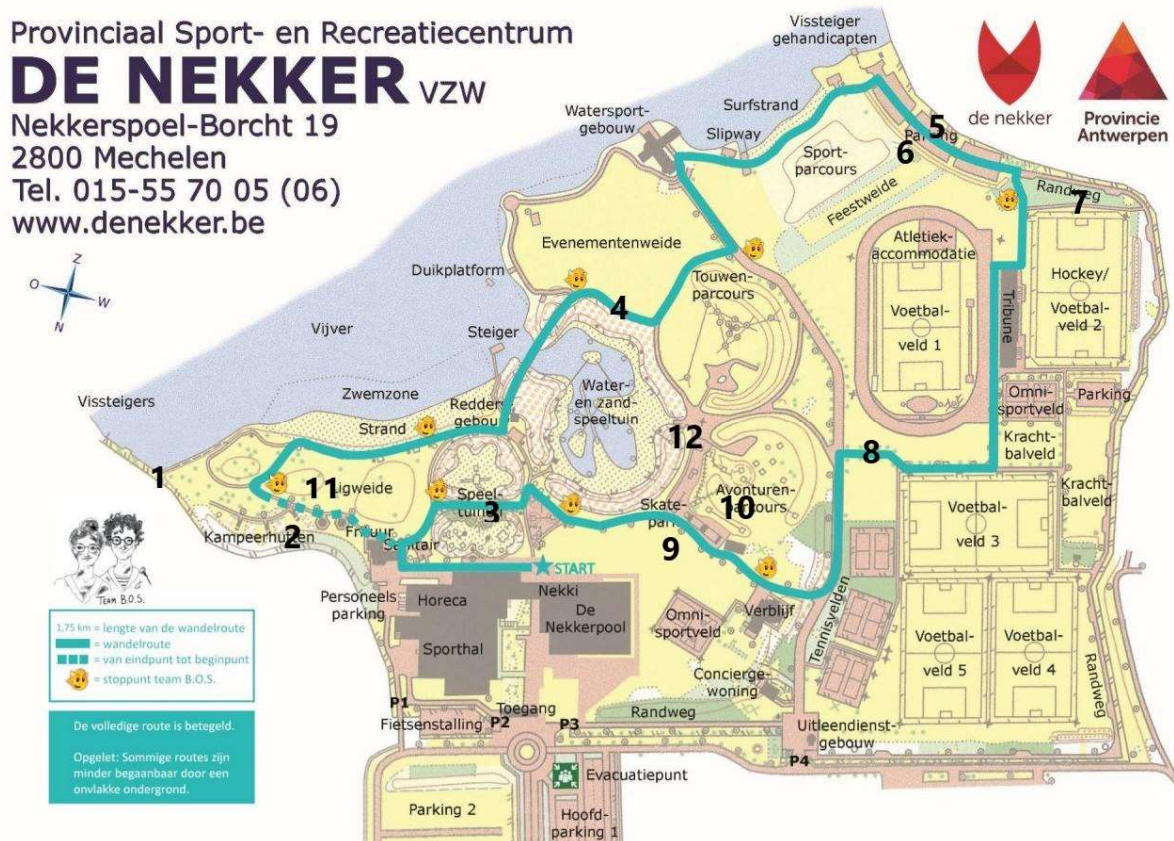 Provinciaal Sport- en Recreatiecentrum
DE NEKKER VZW
Nekkerspoel-Borcht 19
2800 Mechelen
Tel. 015-55 70 05 (06)
www.denekker.be
de nekker
Provincie
Antwerpen
Vissteiger
gehandicapten
Surfstrand
Slipway
Watersport-
gebouw
Sport-
parcours
Parking
5
6
Feestweide
Randweg
7
Evenementenweide
Duikplatform
Touwen-
parcours
Atletiek-
accommodatie
Voetbal-
veld 1
Tribune
Hockey/
Voetbal-
veld 2
Z
O
W
N
4
Steiger
Vijver
Zwemzone
Vissteigers
Redders
gebou
Water-
en zand-
speeltuin
Strand
12
Omni-
sportveld
Parking
Kracht-
balveld
Kracht-
balveld
8
1
11
Ligweide
Speel-
tuinen
3
Skate-
park
10
Avonturen-
parcours
Voetbal-
veld 3
2
Kampeerhutten
Frituur
Sanitair
9
START
TEAM B.O.S.
Personeels
parking
Horeca
Nekki
De
Nekkerpool
Omni-
sportveld
Verblijf
Tennisvelden
Voetbal-
veld 5
Voetbal-
veld 4
Randweg
Sporthal
Conciërge-
woning
1,75 km = lengte van de wandelroute
= wandelroute
= van eindpunt tot beginpunt
= stoppunt team B.O.S.
P1
Fietsenstalling
Toegang
P2
P3
Randweg
Uitleendienst-
gebouw
P4
De volledige route is betegeld.
Opgelet: Sommige routes zijn
minder begaanbaar door een
onvlakke ondergrond.
Evacuatiepunt
Parking 2
Hoofd-
parking 1